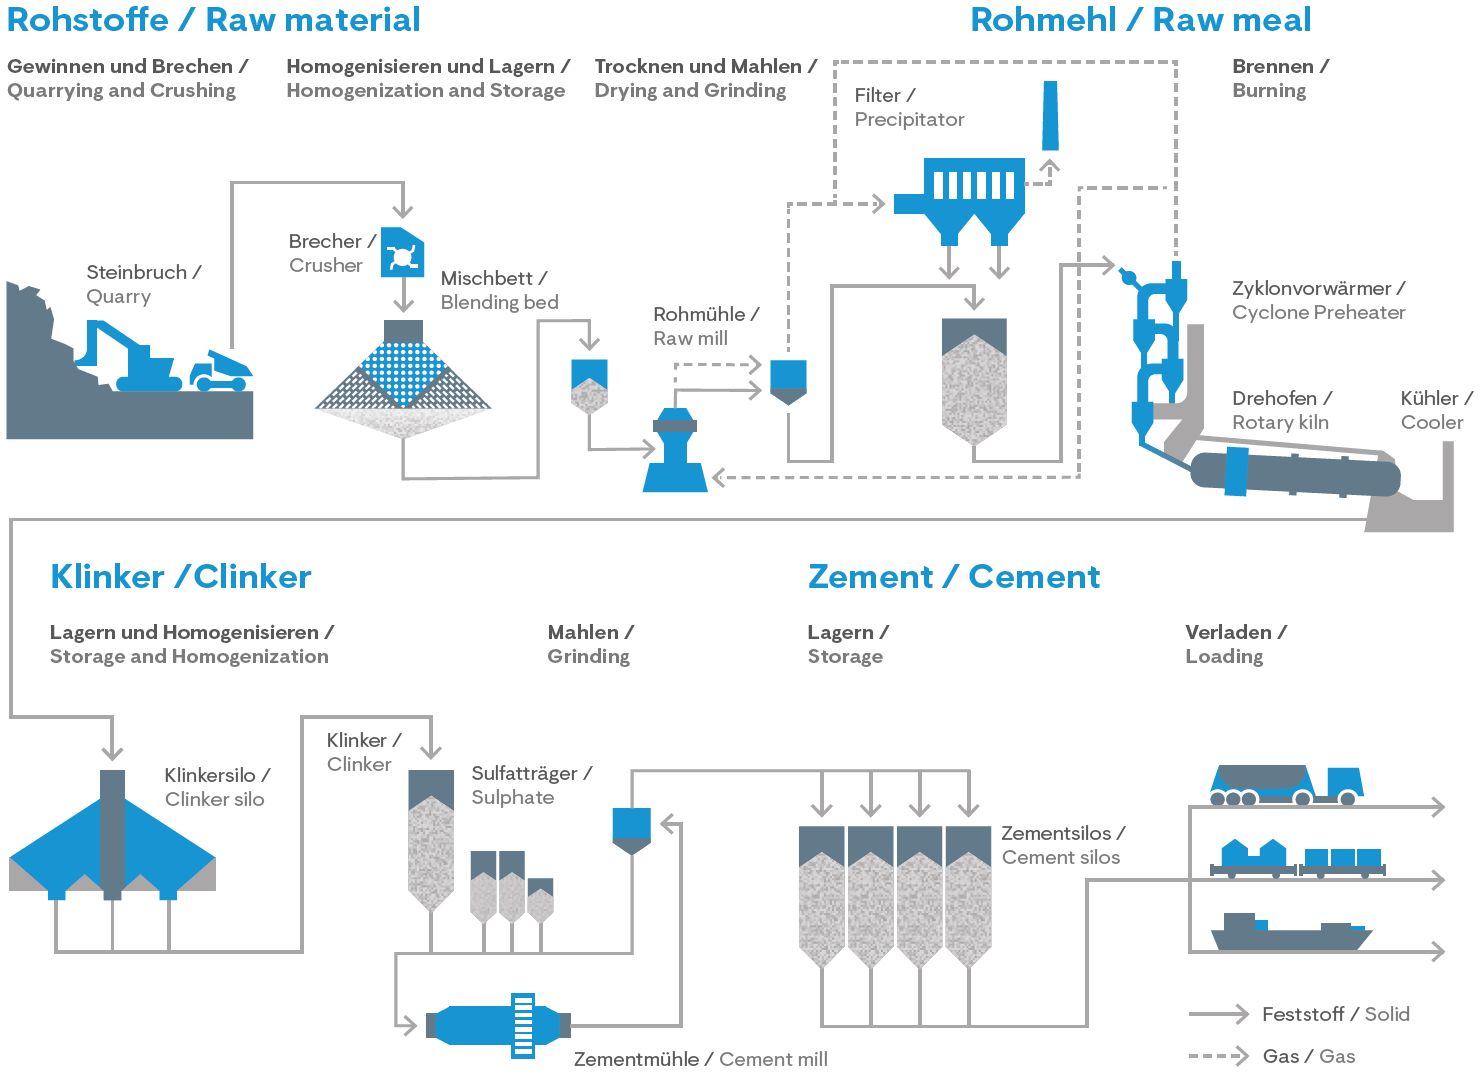 Rohstoffe / Raw material
Rohmehl / Raw meal
Gewinnen und Brechen /
Quarrying and Crushing
Homogenisieren und Lagern /
Homogenization and Storage
Trocknen und Mahlen /
Drying and Grinding
Brennen /
Burning
Filter /
Precipitator
Steinbruch /
Quarry
Brecher /
Crusher
Mischbett /
Blending bed
Rohmühle /
Raw mill
Zyklonvorwärmer /
Cyclone Preheater
Drehofen /
Rotary kiln
Kühler /
Cooler
Klinker /Clinker
Zement / Cement
Lagern und Homogenisieren /
Storage and Homogenization
Mahlen /
Grinding
Lagern /
Storage
Verladen /
Loading
Klinkersilo /
Clinker silo
Klinker /
Clinker
Sulfatträger /
Sulphate
Zementsilos /
Cement silos
Zementmühle / Cement mill
Feststoff / Solid
Gas / Gas